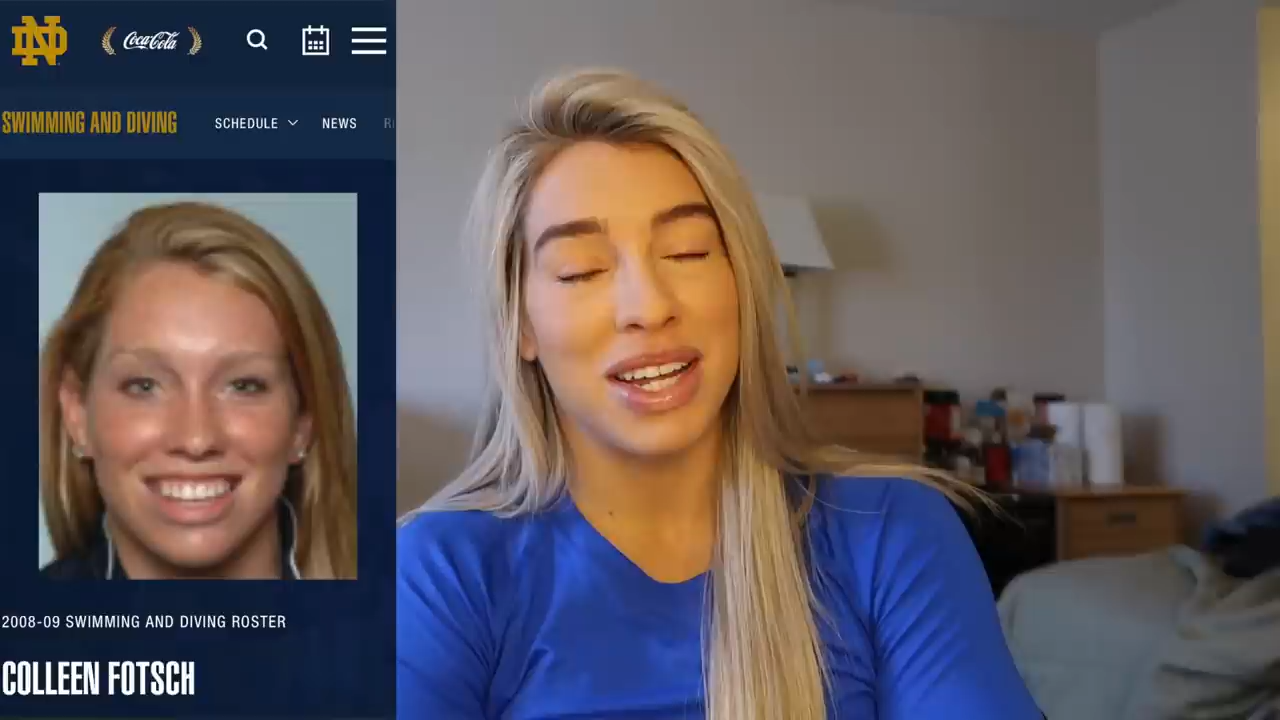 ND
Coca-Cola
SWIMMING AND DIVING
SCHEDULE
NEWS
2008-09 SWIMMING AND DIVING ROSTER
COLLEEN FOTSCH